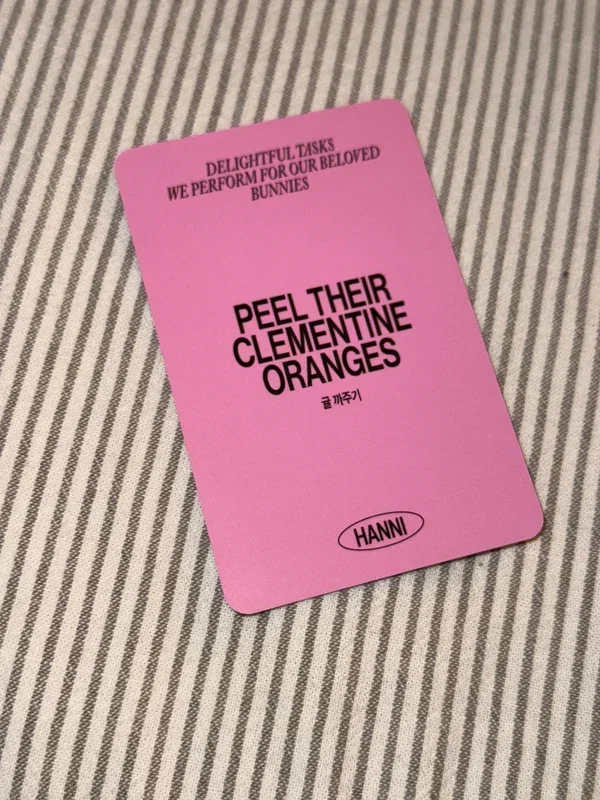 DELIGHTFUL TASKS
WE PERFORM FOR OUR BELOVED
BUNNIES
PEEL THEIR
CLEMENTINE
ORANGES
귤 까주기
HANNI